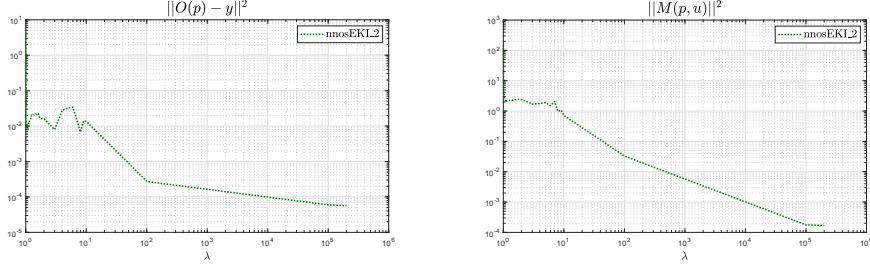 ||O(p) − y||²
10¹
10⁰
10⁻¹
10⁻²
10⁻³
10⁻⁴
10⁻⁵
10⁰ 10¹ 10² 10³ 10⁴ 10⁵ 10⁶
λ
nnosEKI_2
||M(p, u)||²
10³
10²
10¹
10⁰
10⁻¹
10⁻²
10⁻³
10⁻⁴
10⁰ 10¹ 10² 10³ 10⁴ 10⁵
λ
nnosEKI_2